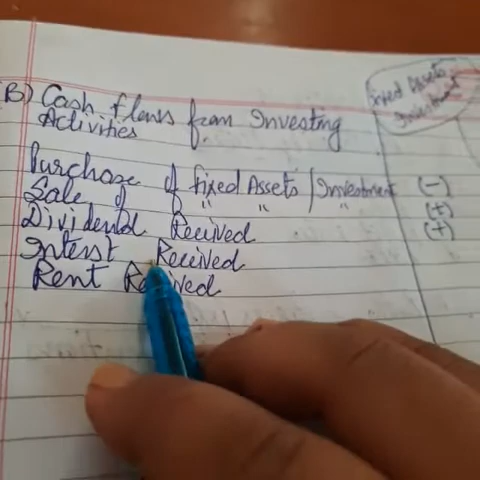 Fixed Assets
Investment
(B) Cash flows from Investing
Activities
Purchase of fixed Assets / Investment (-)
Sale of " " " (+)
Dividend Received (+)
Interst Received
Rent Received